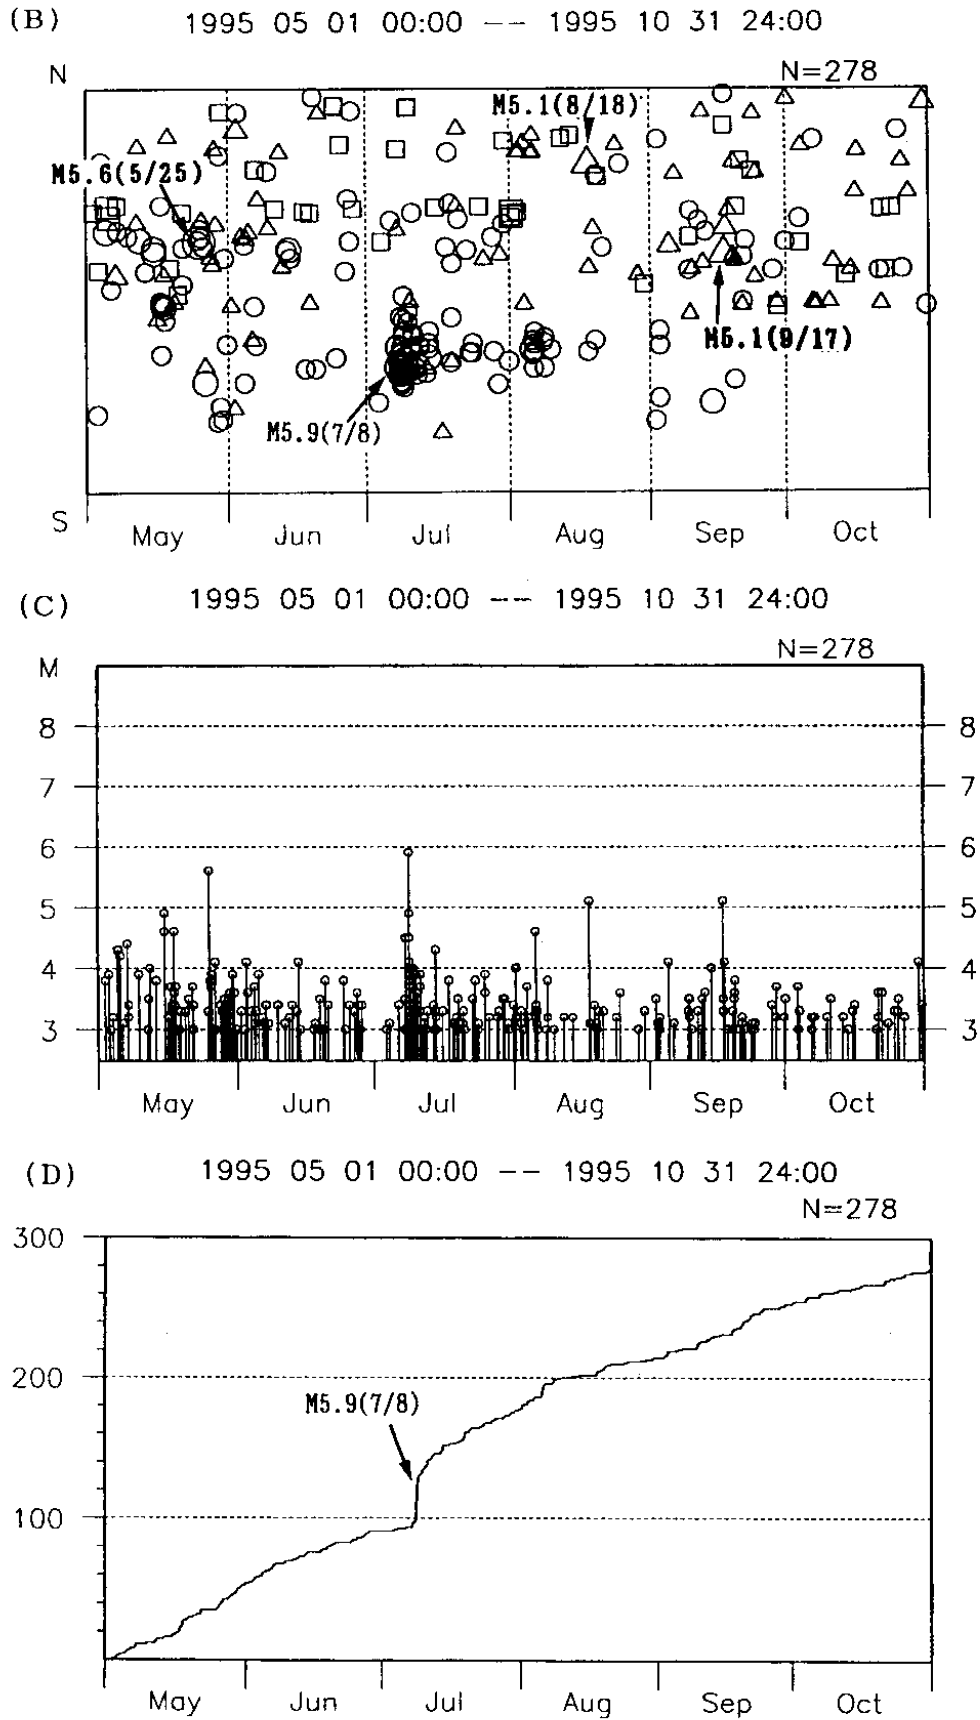 (B) 1995 05 01 00:00 -- 1995 10 31 24:00
N N=278
M5.1(8/18)
M5.6(5/25)
M5.1(9/17)
M5.9(7/8)
S
May Jun Jul Aug Sep Oct
(C) 1995 05 01 00:00 -- 1995 10 31 24:00
M N=278
8 8
7 7
6 6
5 5
4 4
3 3
May Jun Jul Aug Sep Oct
(D) 1995 05 01 00:00 -- 1995 10 31 24:00
N=278
300
200
M5.9(7/8)
100
May Jun Jul Aug Sep Oct